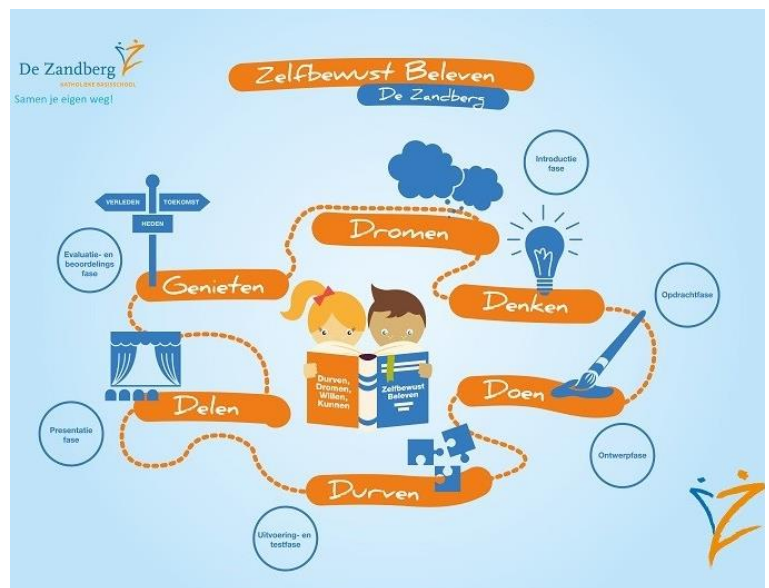 De Zandberg
KATHOLIEKE BASISSCHOOL
Samen je eigen weg!
Zelfbewust Beleven
De Zandberg
Introductie
fase
VERLEDEN
TOEKOMST
HEDEN
Dromen
Evaluatie- en
beoordelings
fase
Genieten
Denken
Opdrachtfase
Durven,
Dromen,
Willen,
Kunnen
Zelfbewust
Beleven
Delen
Doen
Presentatie
fase
Ontwerpfase
Durven
Uitvoering- en
testfase